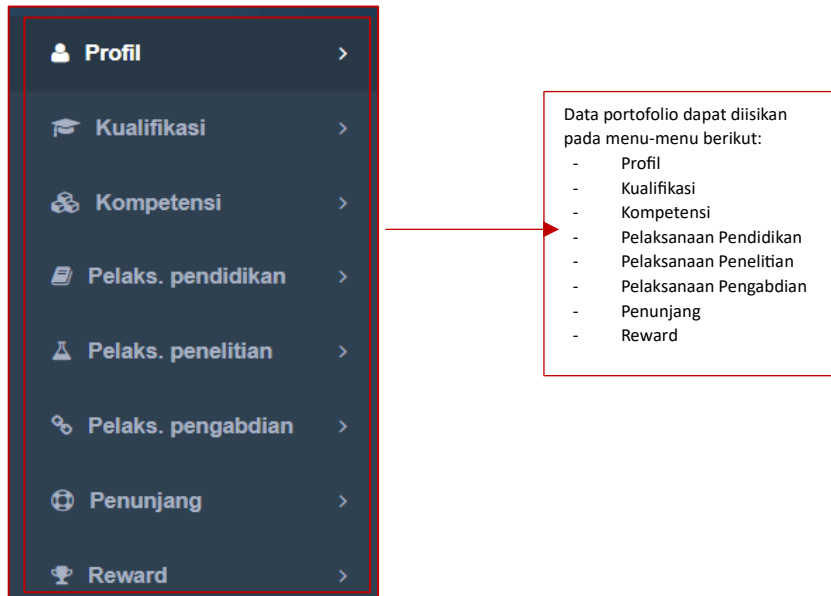 Profil
Kualifikasi
Kompetensi
Pelaks. pendidikan
Pelaks. penelitian
Pelaks. pengabdian
Penunjang
Reward
Data portofolio dapat diisikan
pada menu-menu berikut:
- Profil
- Kualifikasi
- Kompetensi
- Pelaksanaan Pendidikan
- Pelaksanaan Penelitian
- Pelaksanaan Pengabdian
- Penunjang
- Reward